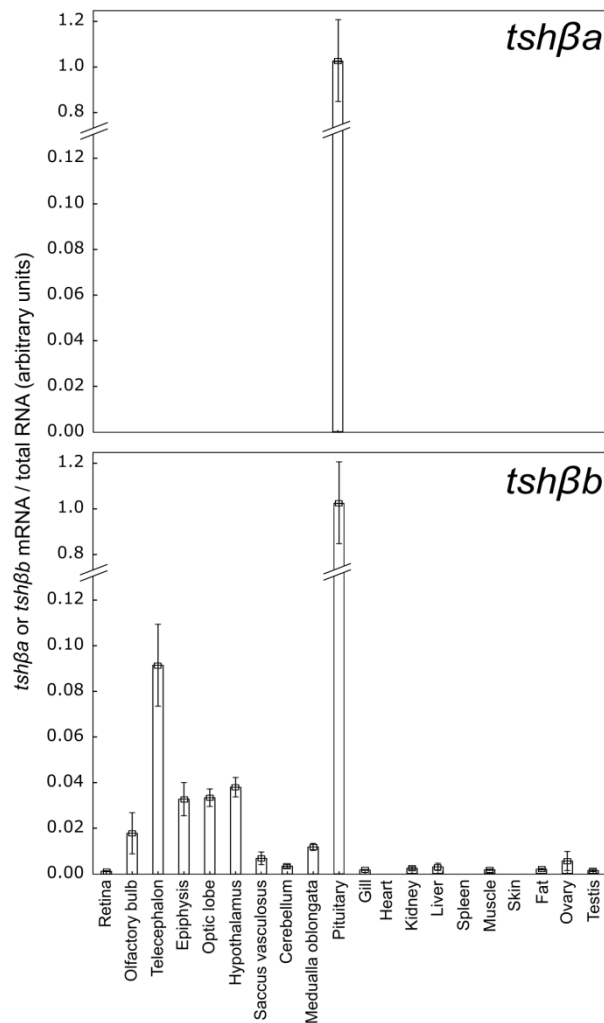 tshβa
1.2
1.0
0.8
0.12
0.10
0.08
0.06
0.04
0.02
0.00
tshβa or tshβb mRNA / total RNA (arbitrary units)
tshβb
1.2
1.0
0.8
0.12
0.10
0.08
0.06
0.04
0.02
0.00
Retina
Olfactory bulb
Telecephalon
Epiphysis
Optic lobe
Hypothalamus
Saccus vasculosus
Cerebellum
Medualla oblongata
Pituitary
Gill
Heart
Kidney
Liver
Spleen
Muscle
Skin
Fat
Ovary
Testis